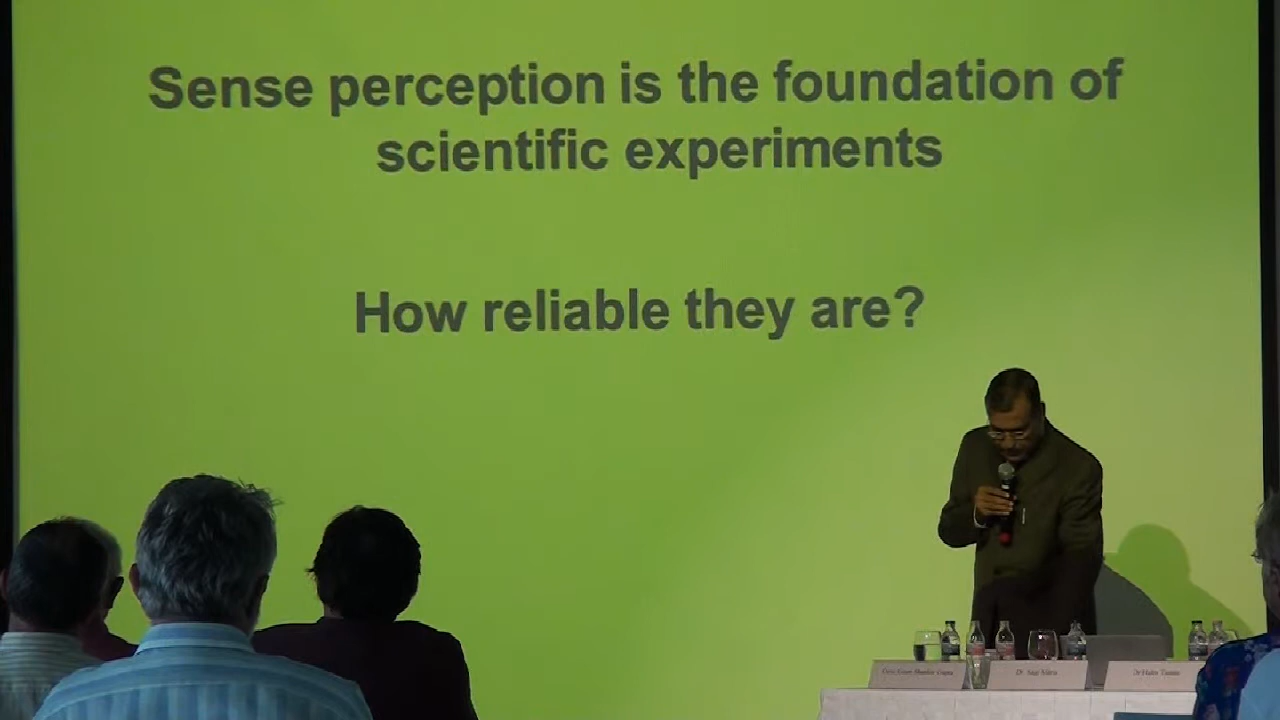 Sense perception is the foundation of
scientific experiments
How reliable they are?